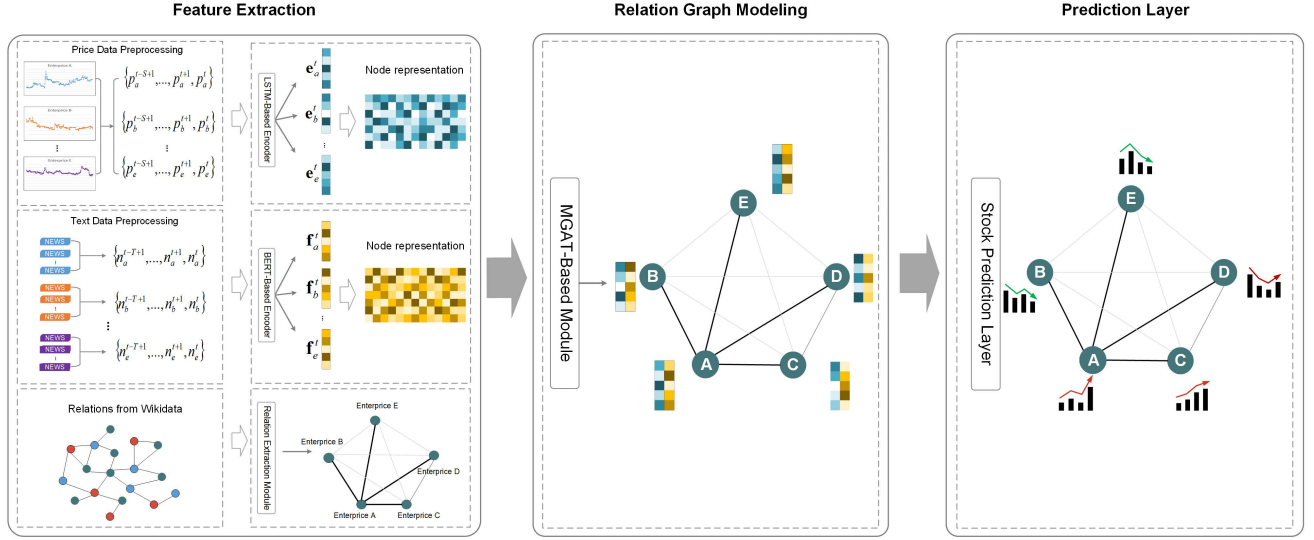 Feature Extraction
Relation Graph Modeling
Prediction Layer
Price Data Preprocessing
Enterprice A
{p_a^{t-S+1},..., p_a^{t+1}, p_a^t}
Enterprice B
{p_b^{t-S+1},..., p_b^{t+1}, p_b^t}
⋮
⋮
Enterprice E
{p_e^{t-S+1},..., p_e^{t+1}, p_e^t}
LSTM-Based Encoder
e_a^t
e_b^t
⋮
e_e^t
Node representation
Text Data Preprocessing
NEWS
NEWS
NEWS
{n_a^{t-T+1},..., n_a^{t+1}, n_a^t}
NEWS
NEWS
NEWS
{n_b^{t-T+1},..., n_b^{t+1}, n_b^t}
⋮
NEWS
NEWS
NEWS
{n_e^{t-T+1},..., n_e^{t+1}, n_e^t}
BERT-Based Encoder
f_a^t
f_b^t
⋮
f_e^t
Node representation
Relations from Wikidata
Relation Extraction Module
Enterprice E
Enterprice B
Enterprice D
Enterprice A
Enterprice C
MGAT-Based Module
E
B
D
A
C
Stock Prediction Layer
E
B
D
A
C